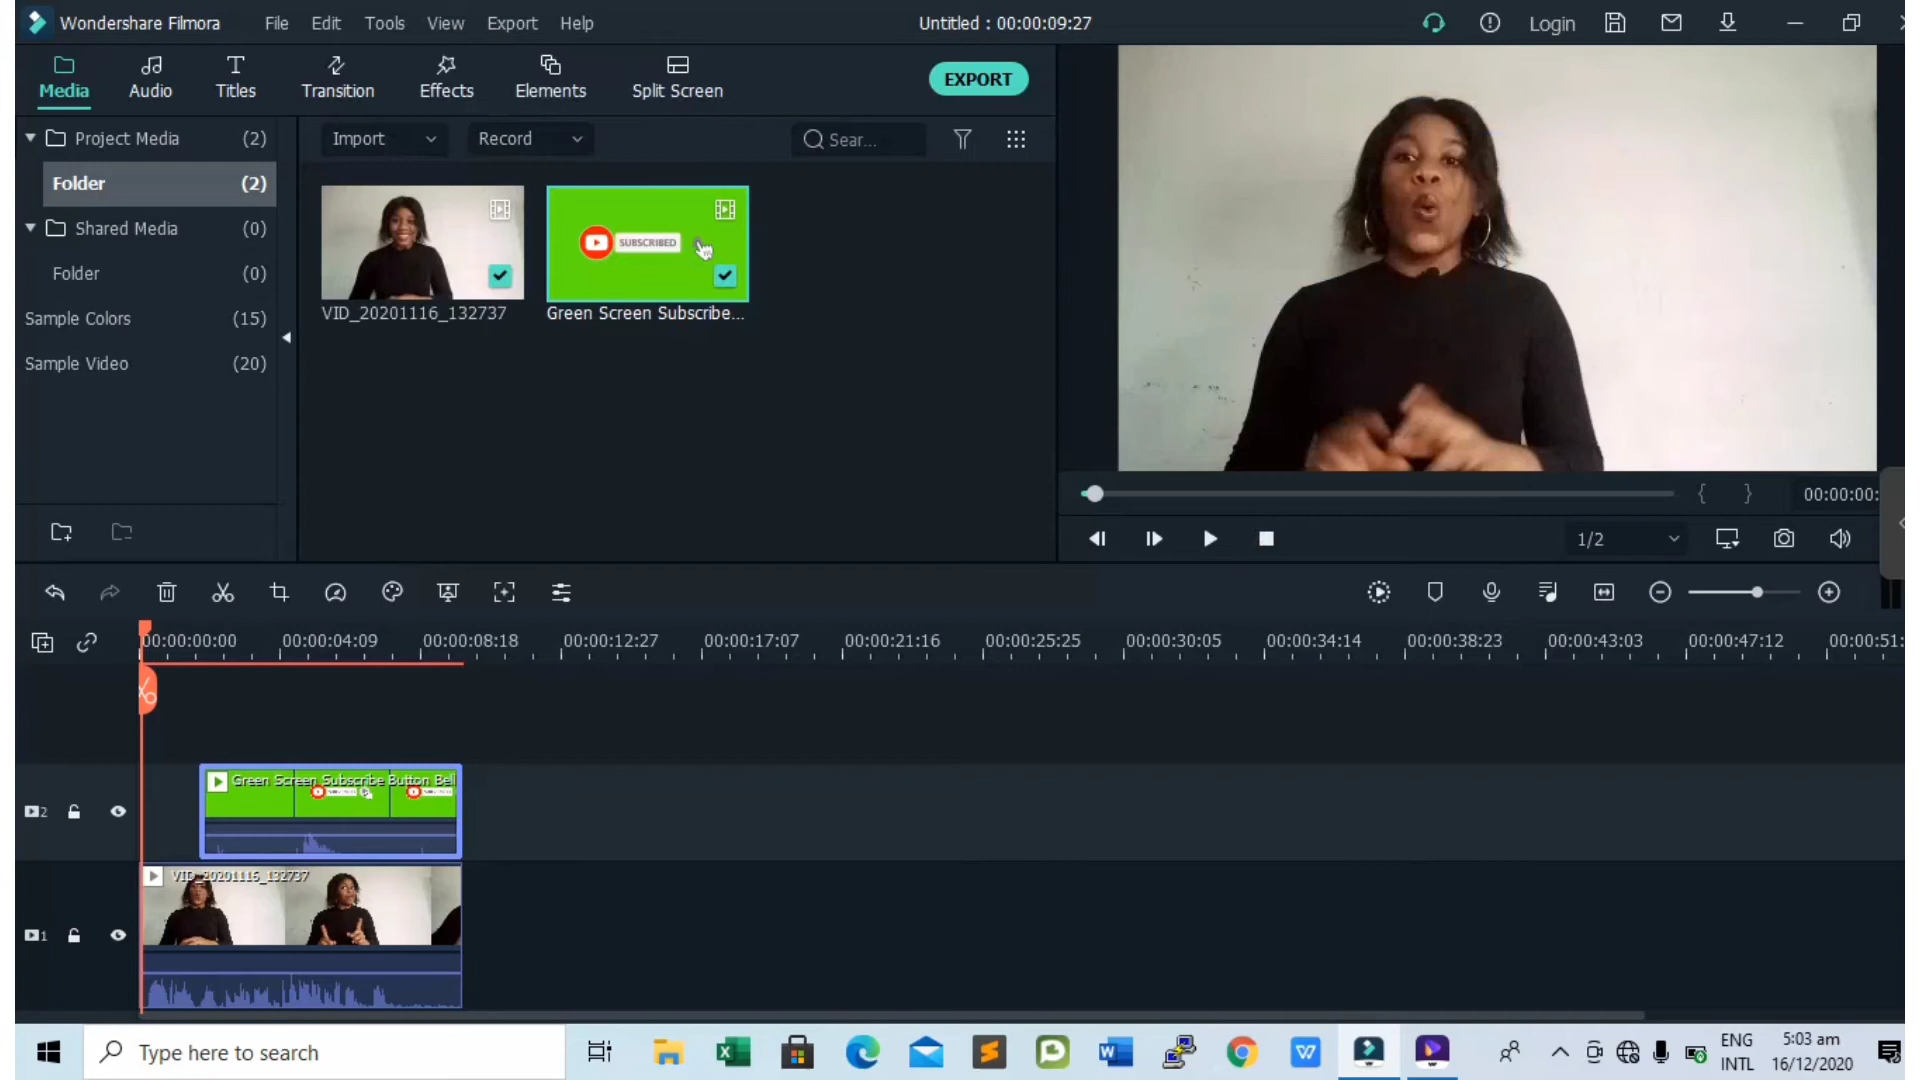 Wondershare Filmora File Edit Tools View Export Help Untitled : 00:00:09:27 Login
Media Audio Titles Transition Effects Elements Split Screen EXPORT
Project Media (2) Import Record Sear...
Folder (2)
Shared Media (0)
SUBSCRIBED
Folder (0)
VID_20201116_132737 Green Screen Subscribe...
Sample Colors (15)
Sample Video (20)
{ } 00:00:00:
1/2
00:00:00:00 00:00:04:09 00:00:08:18 00:00:12:27 00:00:17:07 00:00:21:16 00:00:25:25 00:00:30:05 00:00:34:14 00:00:38:23 00:00:43:03 00:00:47:12 00:00:51:
Green Screen Subscribe Button Bell
2
VID_20201116_132737
1
Type here to search
ENG 5:03 am
INTL 16/12/2020